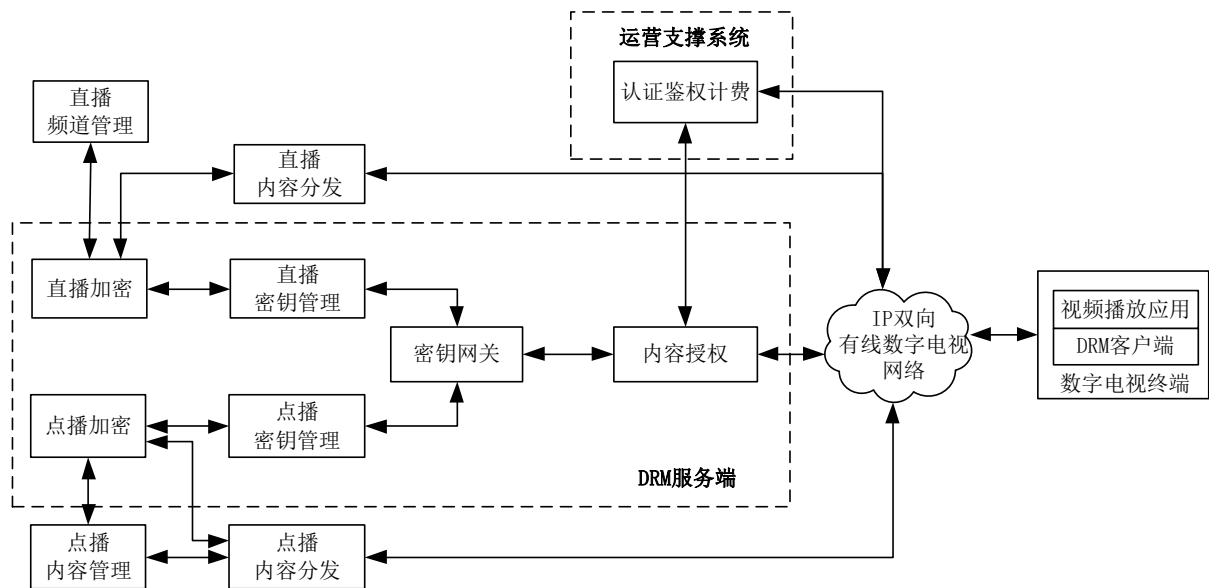 运营支撑系统
认证鉴权计费
直播
频道管理
直播
内容分发
直播加密
直播
密钥管理
密钥网关
内容授权
IP双向
有线数字电视
网络
视频播放应用
DRM客户端
数字电视终端
点播加密
点播
密钥管理
DRM服务端
点播
内容管理
点播
内容分发